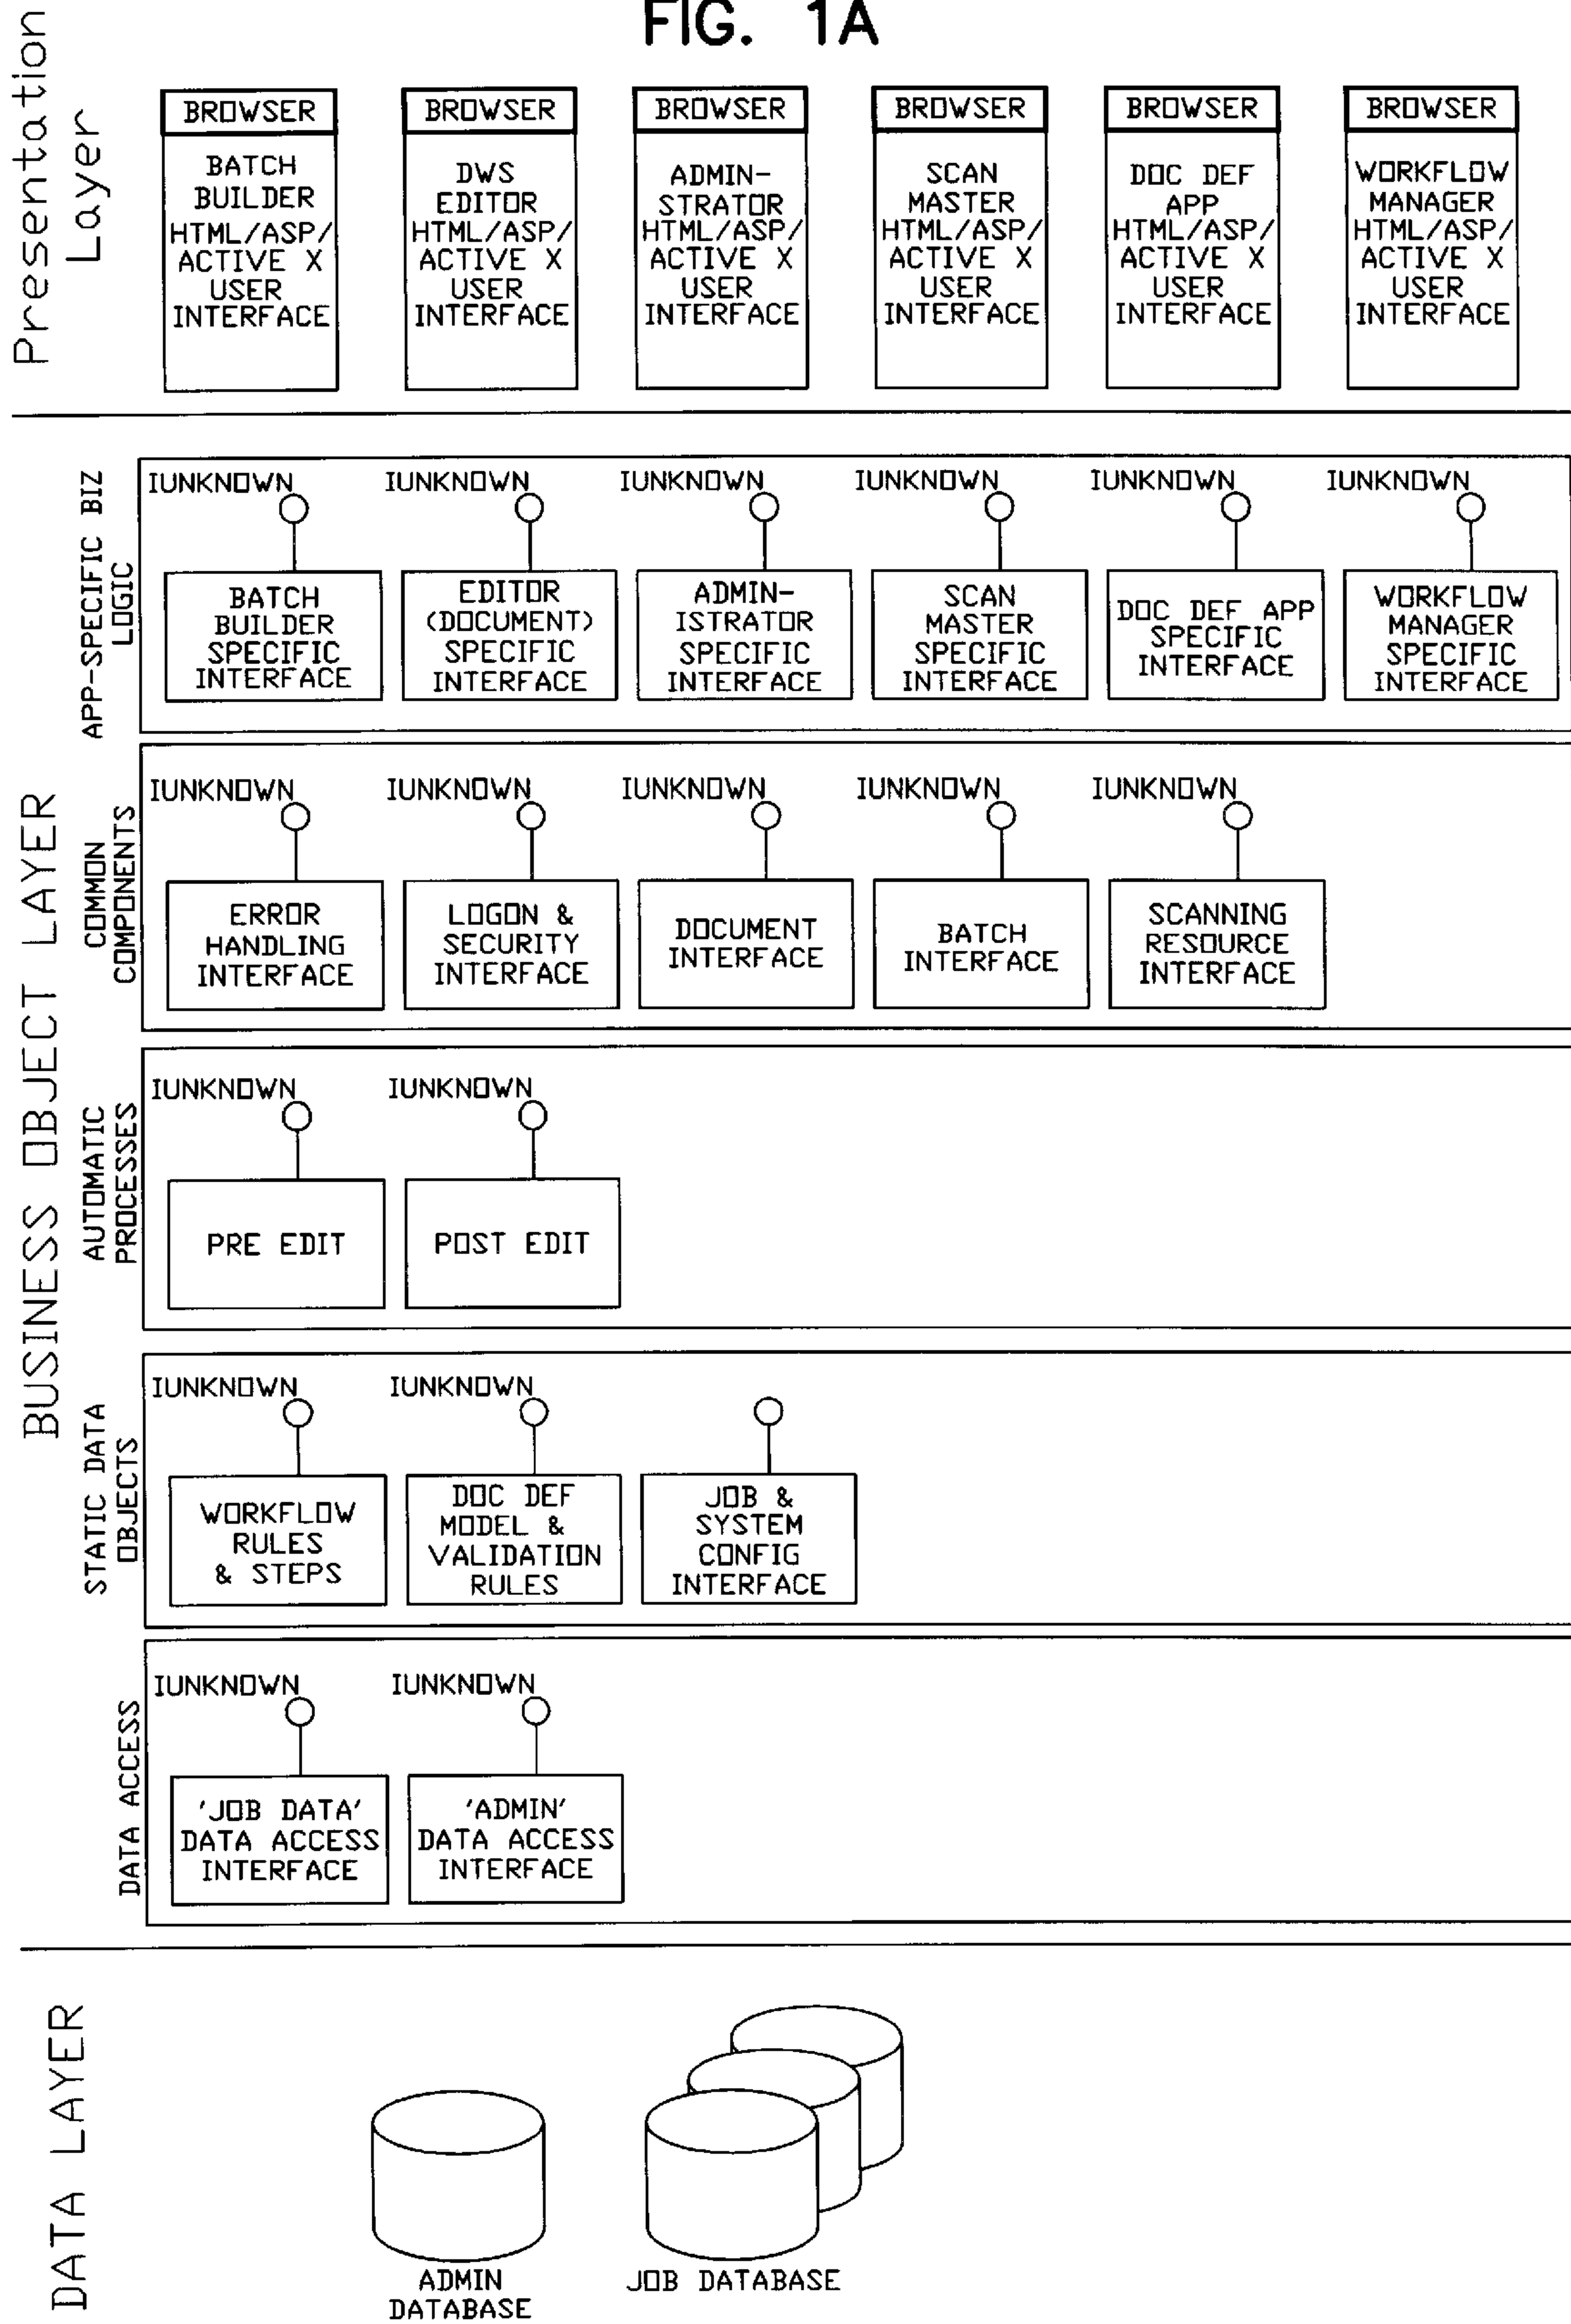 FIG. 1A
Presentation
Layer
BROWSER
BATCH
BUILDER
HTML/ASP/
ACTIVE X
USER
INTERFACE
BROWSER
DWS
EDITOR
HTML/ASP/
ACTIVE X
USER
INTERFACE
BROWSER
ADMIN-
STRATOR
HTML/ASP/
ACTIVE X
USER
INTERFACE
BROWSER
SCAN
MASTER
HTML/ASP/
ACTIVE X
USER
INTERFACE
BROWSER
DOC DEF
APP
HTML/ASP/
ACTIVE X
USER
INTERFACE
BROWSER
WORKFLOW
MANAGER
HTML/ASP/
ACTIVE X
USER
INTERFACE
BUSINESS OBJECT LAYER
APP-SPECIFIC BIZ
LOGIC
IUNKNOWN
BATCH
BUILDER
SPECIFIC
INTERFACE
IUNKNOWN
EDITOR
(DOCUMENT)
SPECIFIC
INTERFACE
IUNKNOWN
ADMIN-
ISTRATOR
SPECIFIC
INTERFACE
IUNKNOWN
SCAN
MASTER
SPECIFIC
INTERFACE
IUNKNOWN
DOC DEF APP
SPECIFIC
INTERFACE
IUNKNOWN
WORKFLOW
MANAGER
SPECIFIC
INTERFACE
COMMON
COMPONENTS
IUNKNOWN
ERROR
HANDLING
INTERFACE
IUNKNOWN
LOGON &
SECURITY
INTERFACE
IUNKNOWN
DOCUMENT
INTERFACE
IUNKNOWN
BATCH
INTERFACE
IUNKNOWN
SCANNING
RESOURCE
INTERFACE
AUTOMATIC
PROCESSES
IUNKNOWN
PRE EDIT
IUNKNOWN
POST EDIT
STATIC DATA
OBJECTS
IUNKNOWN
WORKFLOW
RULES
& STEPS
IUNKNOWN
DOC DEF
MODEL &
VALIDATION
RULES
JOB &
SYSTEM
CONFIG
INTERFACE
DATA ACCESS
IUNKNOWN
'JOB DATA'
DATA ACCESS
INTERFACE
IUNKNOWN
'ADMIN'
DATA ACCESS
INTERFACE
DATA LAYER
ADMIN
DATABASE
JOB DATABASE